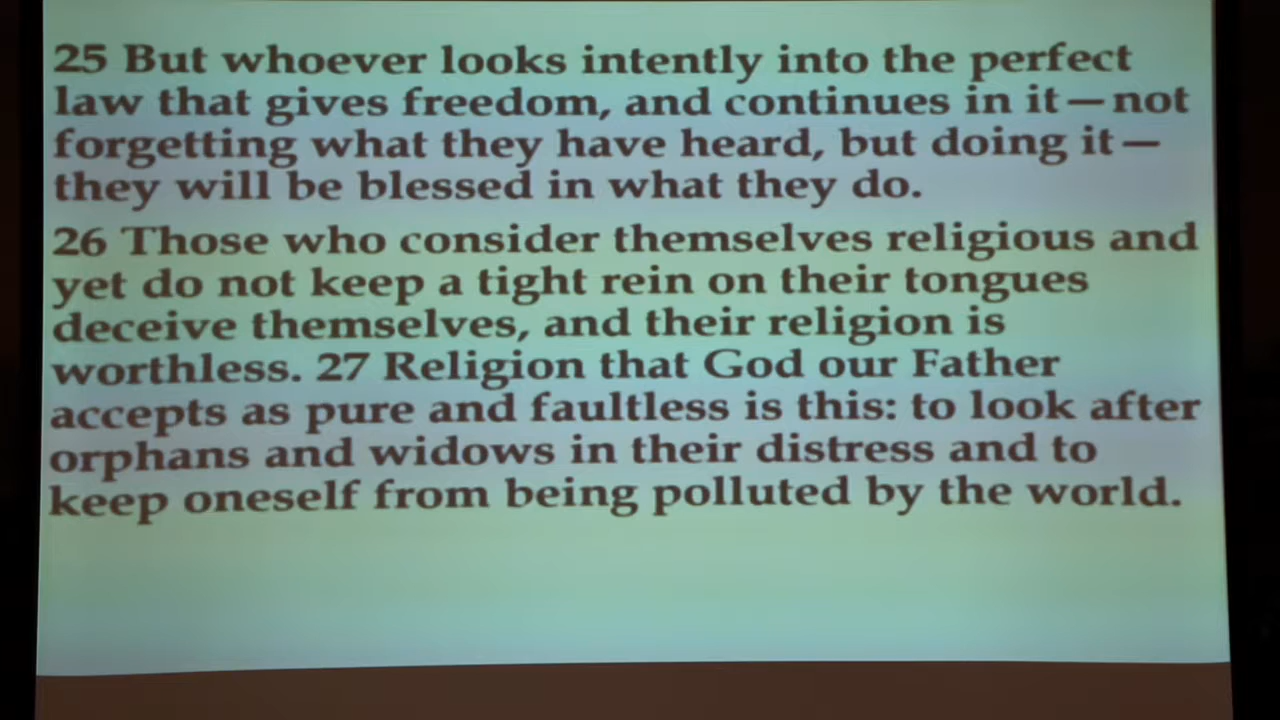 25 But whoever looks intently into the perfect
law that gives freedom, and continues in it—not
forgetting what they have heard, but doing it—
they will be blessed in what they do.
26 Those who consider themselves religious and
yet do not keep a tight rein on their tongues
deceive themselves, and their religion is
worthless. 27 Religion that God our Father
accepts as pure and faultless is this: to look after
orphans and widows in their distress and to
keep oneself from being polluted by the world.